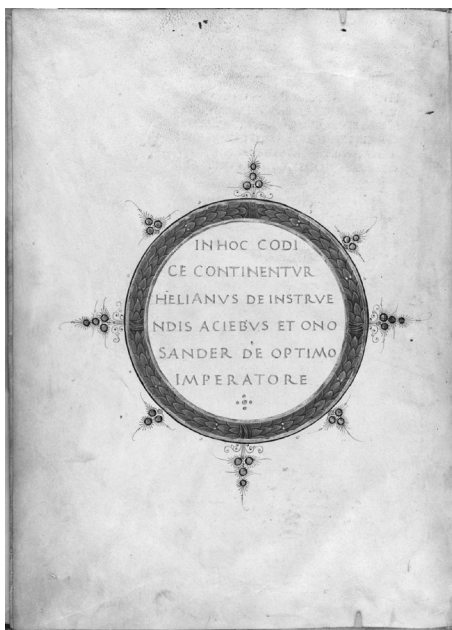 IN HOC CODI
CE CONTINENTVR
HELIANVS DE INSTRVE
NDIS ACIEBVS ET ONO
SANDER DE OPTIMO
IMPERATORE